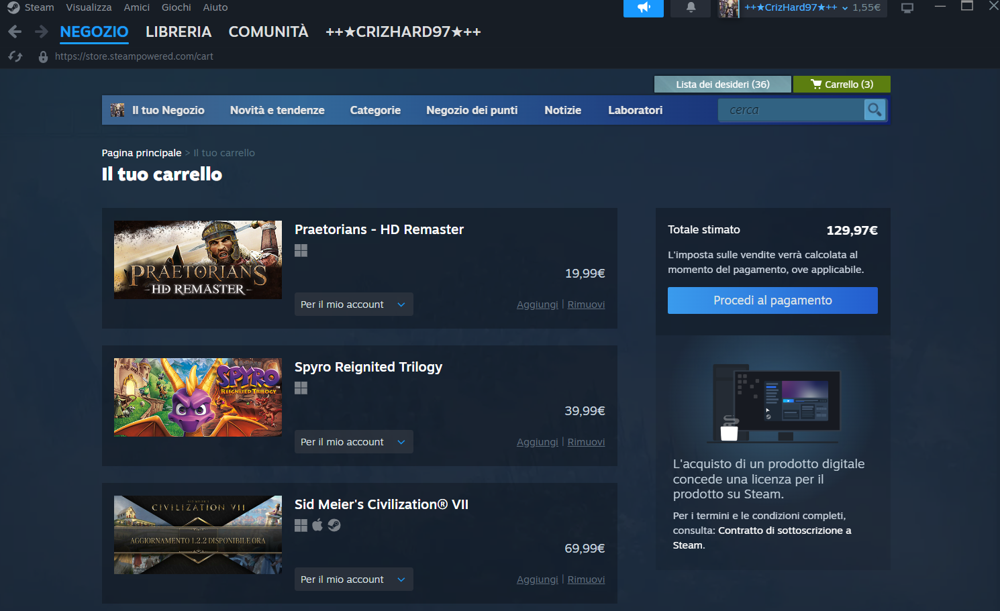 Steam Visualizza Amici Giochi Aiuto
++★CrizHard97★++ 1,55€
NEGOZIO LIBRERIA COMUNITÀ ++★CRIZHARD97★++
https://store.steampowered.com/cart
Lista dei desideri (36) Carrello (3)
Il tuo Negozio Novità e tendenze Categorie Negozio dei punti Notizie Laboratori cerca
Pagina principale > Il tuo carrello
Il tuo carrello
PRAETORIANS
HD REMASTER
Praetorians - HD Remaster
19,99€
Per il mio account Aggiungi | Rimuovi
SPYRO
REIGNITED TRILOGY
Spyro Reignited Trilogy
39,99€
Per il mio account Aggiungi | Rimuovi
SID MEIER'S
CIVILIZATION VII
AGGIORNAMENTO 1.2.2 DISPONIBILE ORA
Sid Meier's Civilization® VII
69,99€
Per il mio account Aggiungi | Rimuovi
Totale stimato 129,97€
L'imposta sulle vendite verrà calcolata al
momento del pagamento, ove applicabile.
Procedi al pagamento
L'acquisto di un prodotto digitale
concede una licenza per il
prodotto su Steam.
Per i termini e le condizioni completi,
consulta: Contratto di sottoscrizione a
Steam.